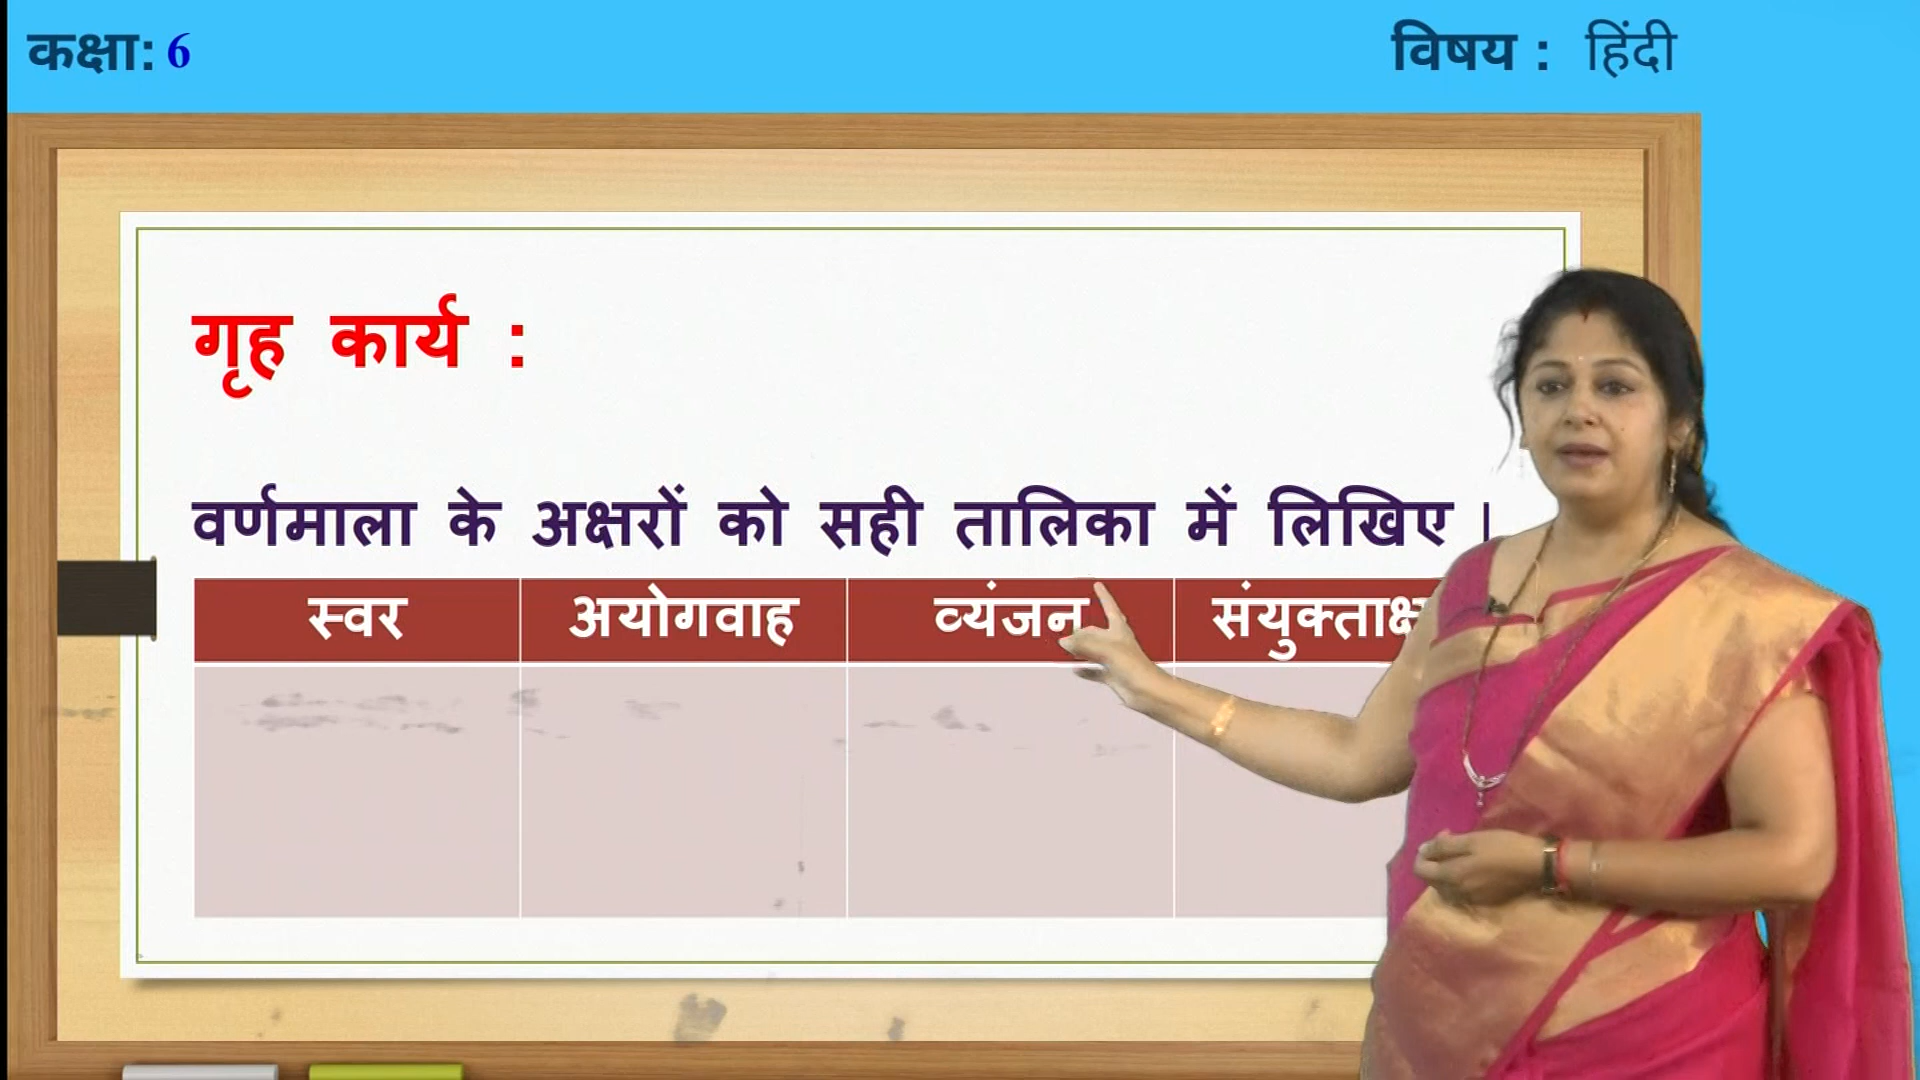 कक्षा: 6
विषय : हिंदी
गृह कार्य :
वर्णमाला के अक्षरों को सही तालिका में लिखिए ।
स्वर अयोगवाह व्यंजन